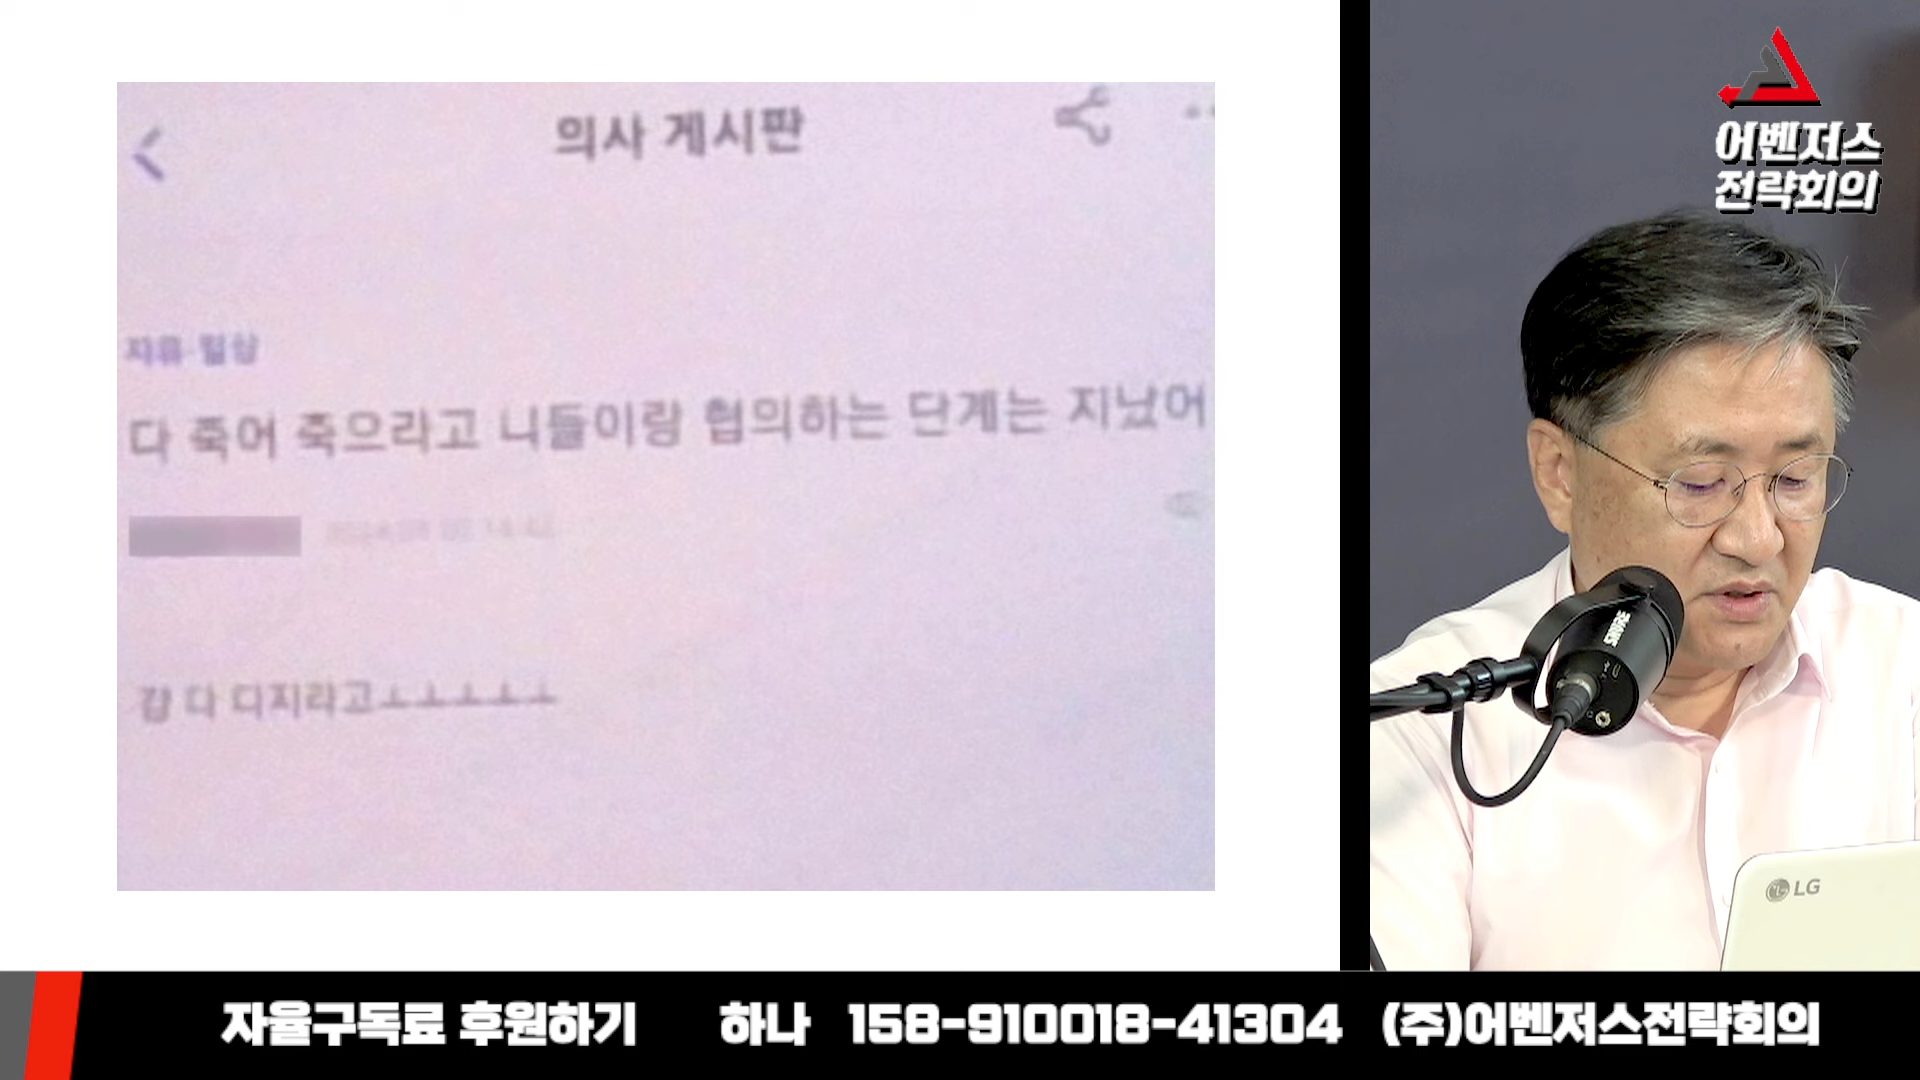 의사 게시판
자유·일상
다 죽어 죽으라고 니들이랑 협의하는 단계는 지났어
걍 다 디지라고ㅗㅗㅗㅗㅗ
어벤저스
전략회의
SHURE
LG
자율구독료 후원하기 하나 158-910018-41304 (주)어벤저스전략회의